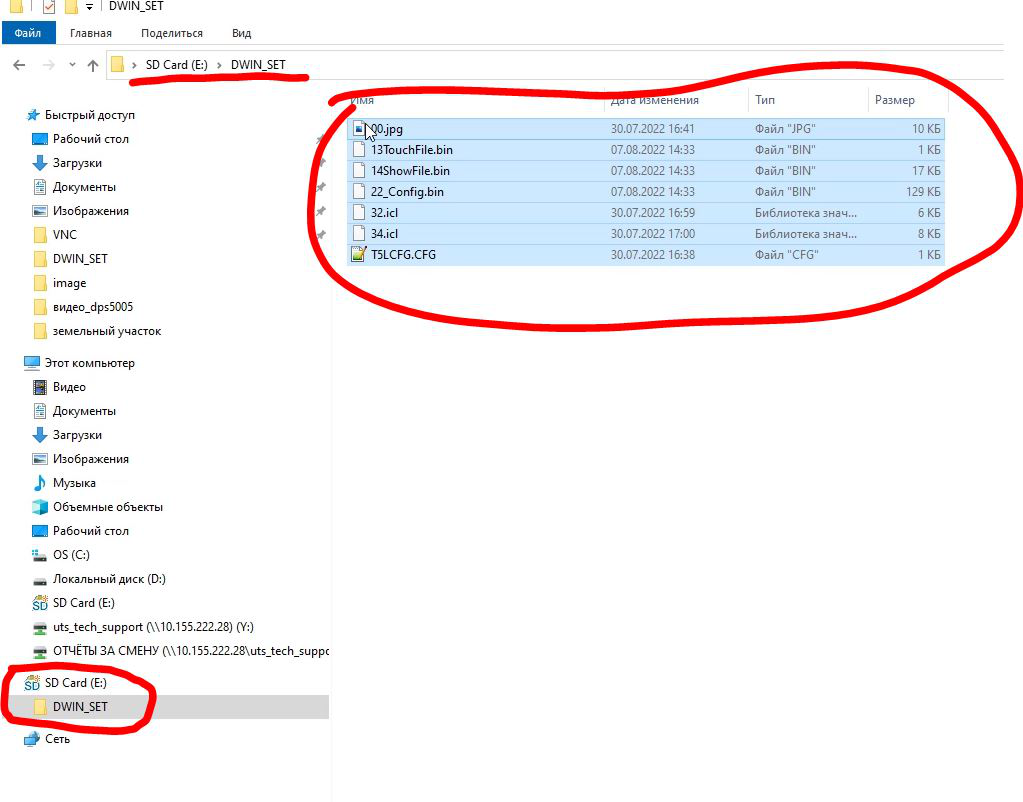 DWIN_SET
Файл Главная Поделиться Вид
SD Card (E:) DWIN_SET
Имя Дата изменения Тип Размер
00.jpg 30.07.2022 16:41 Файл "JPG" 10 КБ
13TouchFile.bin 07.08.2022 14:33 Файл "BIN" 1 КБ
14ShowFile.bin 07.08.2022 14:33 Файл "BIN" 17 КБ
22_Config.bin 07.08.2022 14:33 Файл "BIN" 129 КБ
32.icl 30.07.2022 16:59 Библиотека знач... 6 КБ
34.icl 30.07.2022 17:00 Библиотека знач... 8 КБ
T5LCFG.CFG 30.07.2022 16:38 Файл "CFG" 1 КБ
Быстрый доступ
Рабочий стол
Загрузки
Документы
Изображения
VNC
DWIN_SET
image
видео_dps5005
земельный участок
Этот компьютер
Видео
Документы
Загрузки
Изображения
Музыка
Объемные объекты
Рабочий стол
OS (C:)
Локальный диск (D:)
SD Card (E:)
uts_tech_support (\\10.155.222.28) (Y:)
ОТЧЁТЫ ЗА СМЕНУ (\\10.155.222.28\uts_tech_suppo
SD Card (E:)
DWIN_SET
Сеть